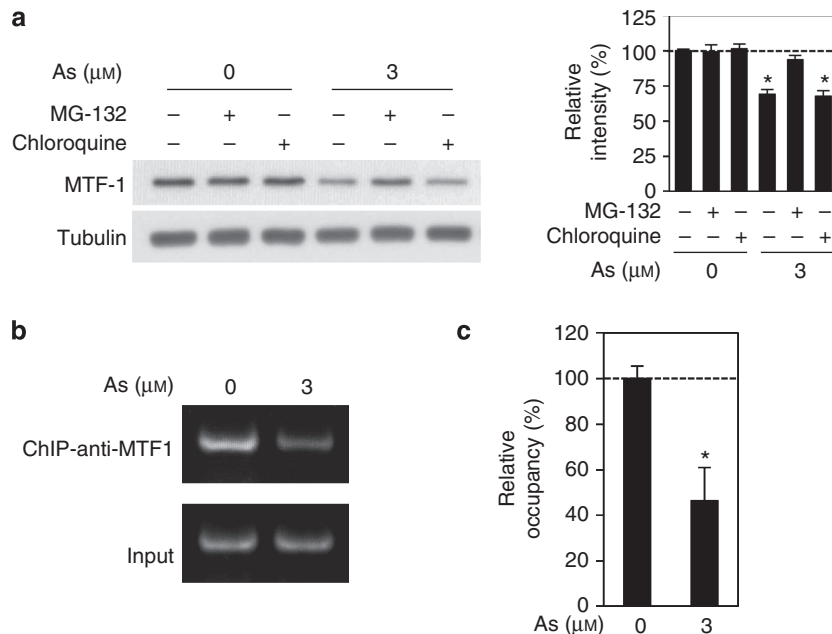 a
As (μM) 0 3
MG-132 – + – – + –
Chloroquine – – + – – +
MTF-1
Tubulin
Relative intensity (%)
125
100
75
50
25
0
* *
MG-132 – + – – + –
Chloroquine – – + – – +
As (μM) 0 3
b
As (μM) 0 3
ChIP-anti-MTF1
Input
c
Relative occupancy (%)
120
100
80
60
40
20
0
*
As (μM) 0 3